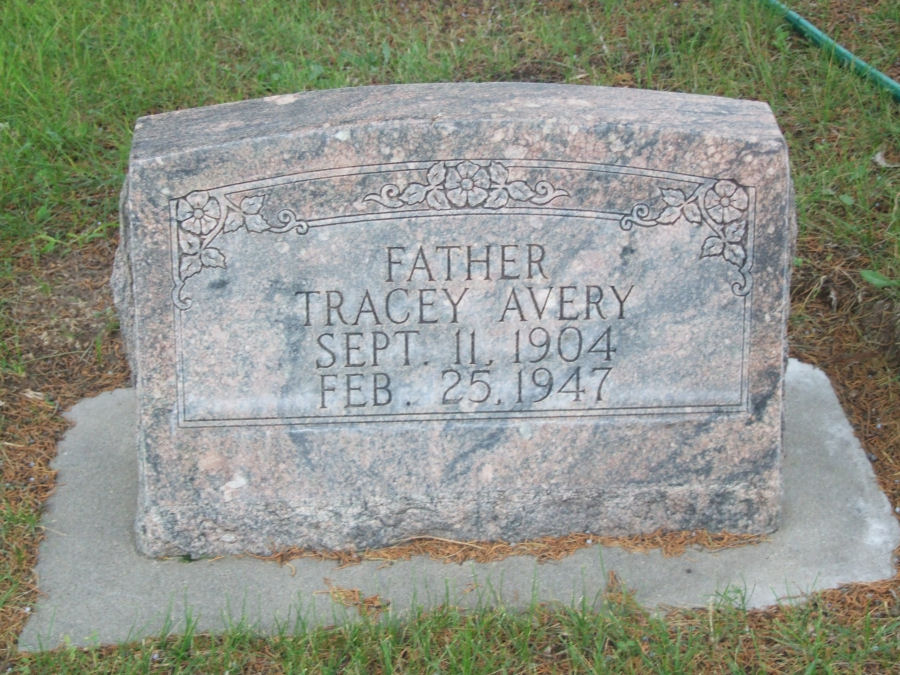 FATHER
TRACEY AVERY
SEPT. 11, 1904
FEB. 25, 1947